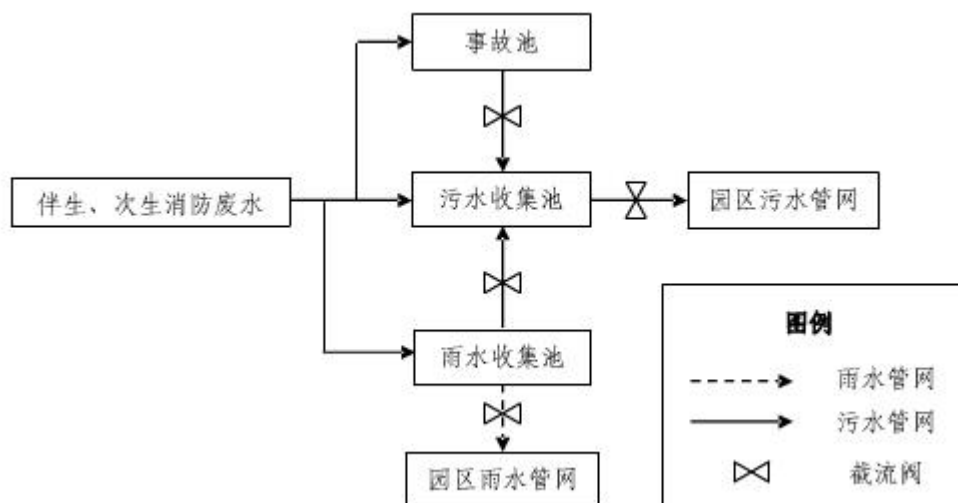 事故池
伴生、次生消防废水
污水收集池
园区污水管网
雨水收集池
园区雨水管网
图例
雨水管网
污水管网
截流阀